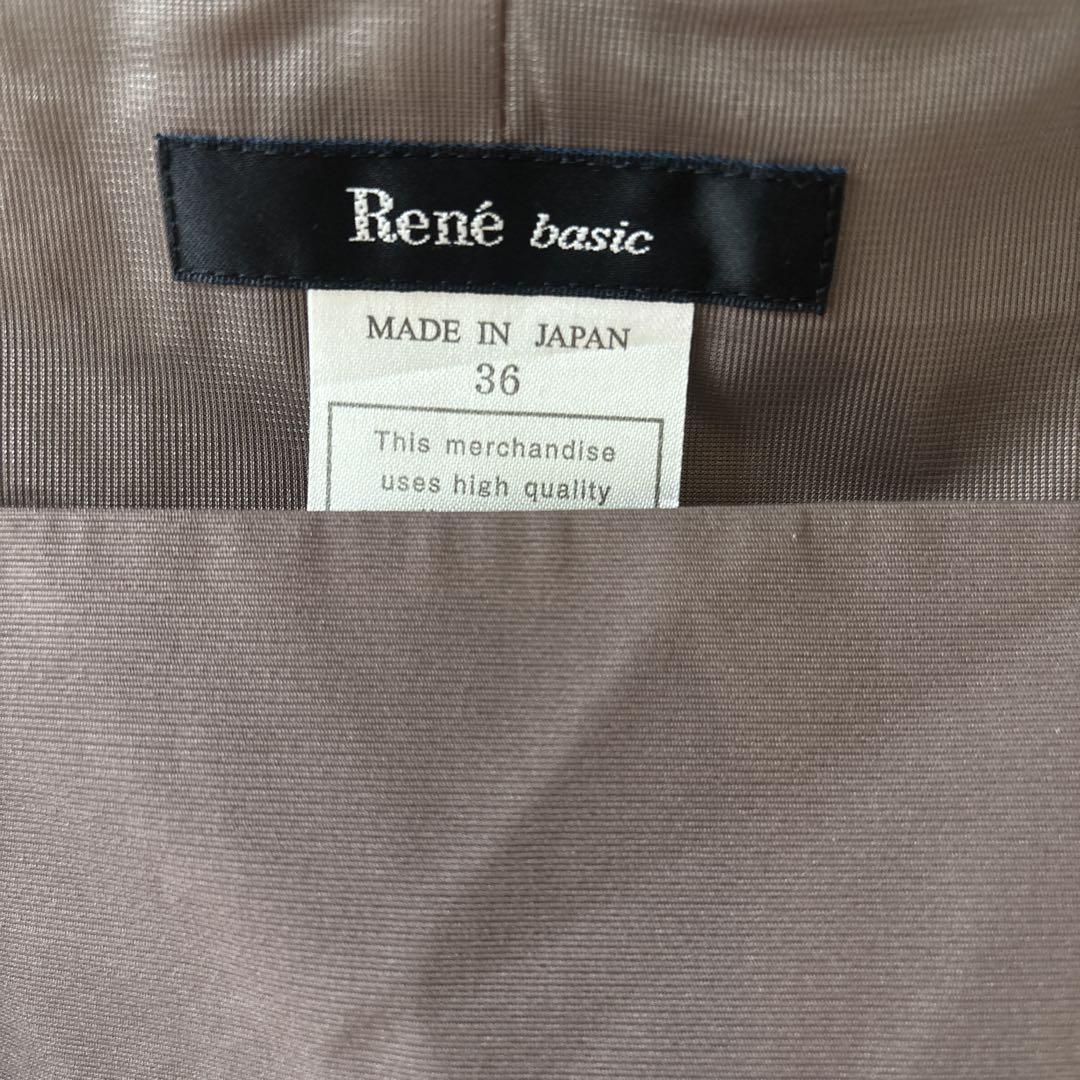 René basic
MADE IN JAPAN
36
This merchandise
uses high quality